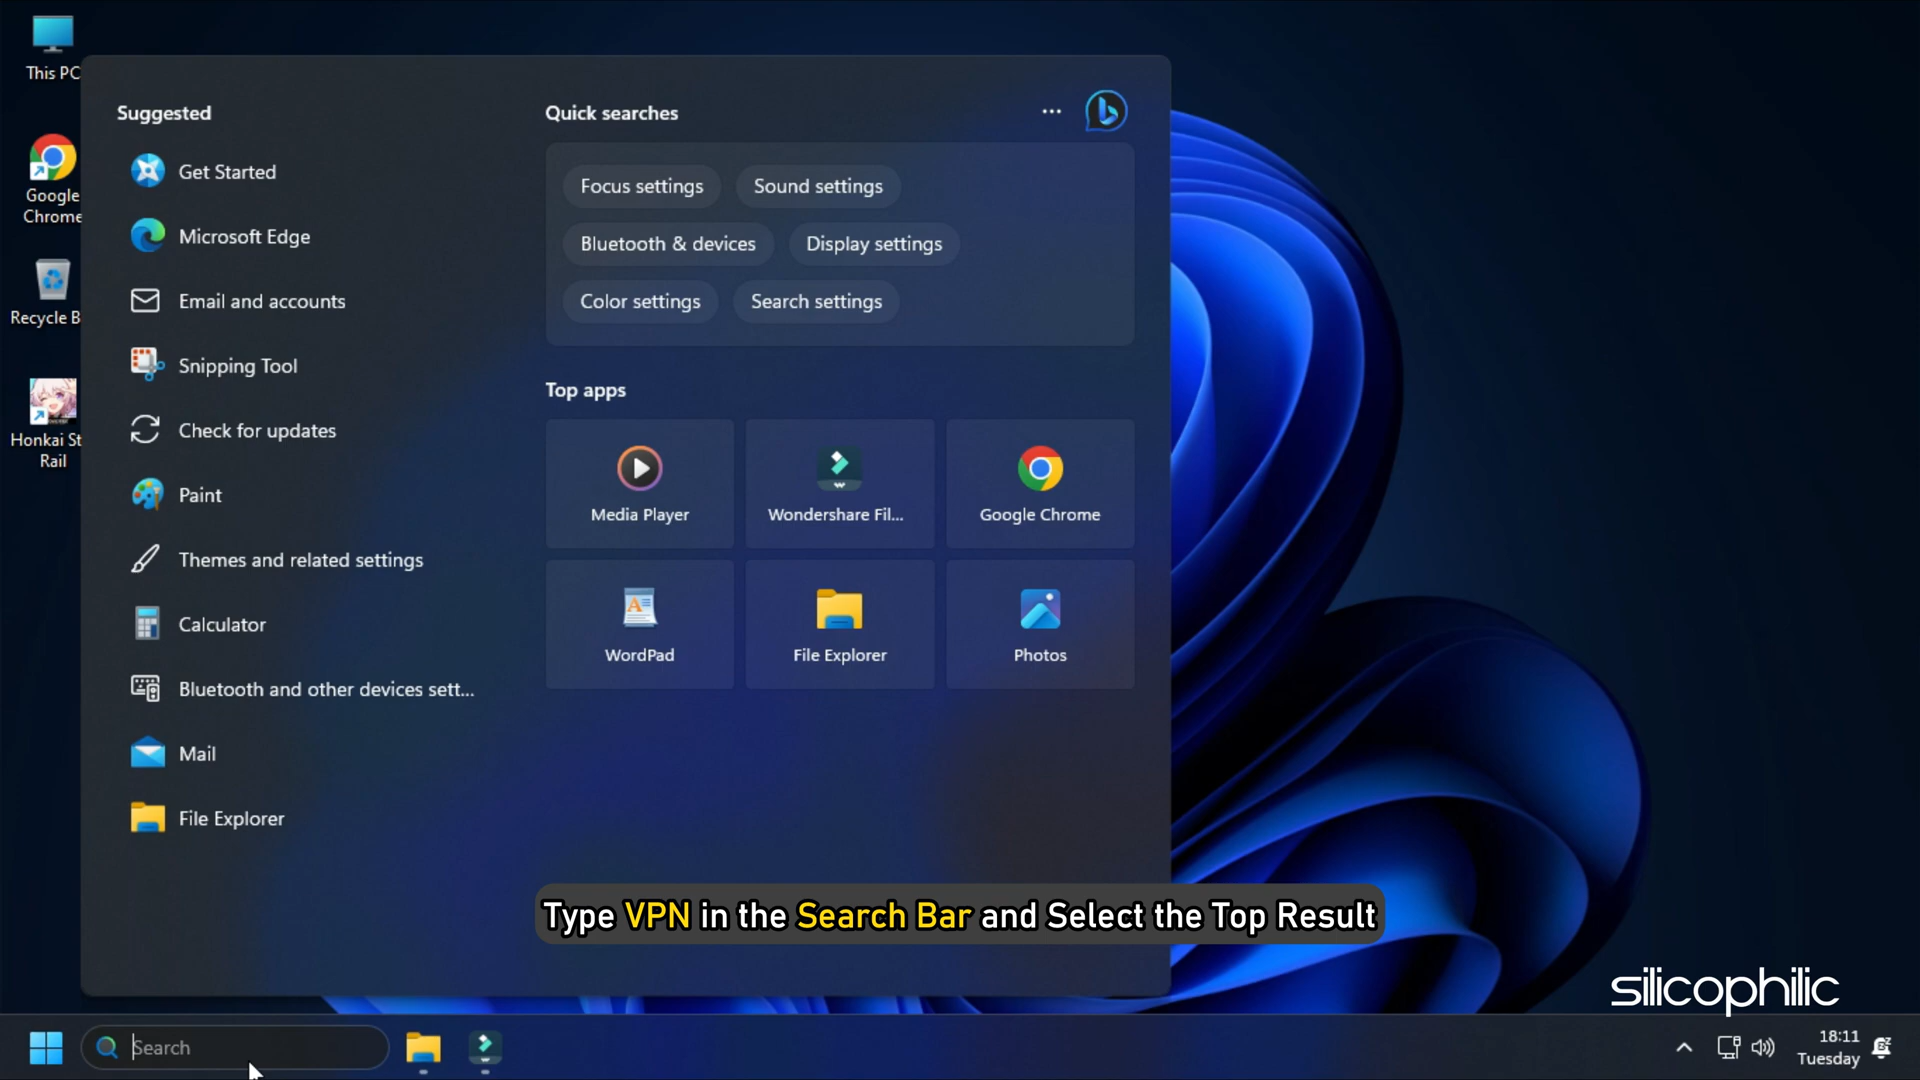 This PC
Google
Chrome
Recycle B
Honkai St
Rail
Suggested
Get Started
Microsoft Edge
Email and accounts
Snipping Tool
Check for updates
Paint
Themes and related settings
Calculator
Bluetooth and other devices sett...
Mail
File Explorer
Quick searches
Focus settings
Sound settings
Bluetooth & devices
Display settings
Color settings
Search settings
Top apps
Media Player
Wondershare Fil...
Google Chrome
WordPad
File Explorer
Photos
Type VPN in the Search Bar and Select the Top Result
silicophilic
Search
18:11
Tuesday